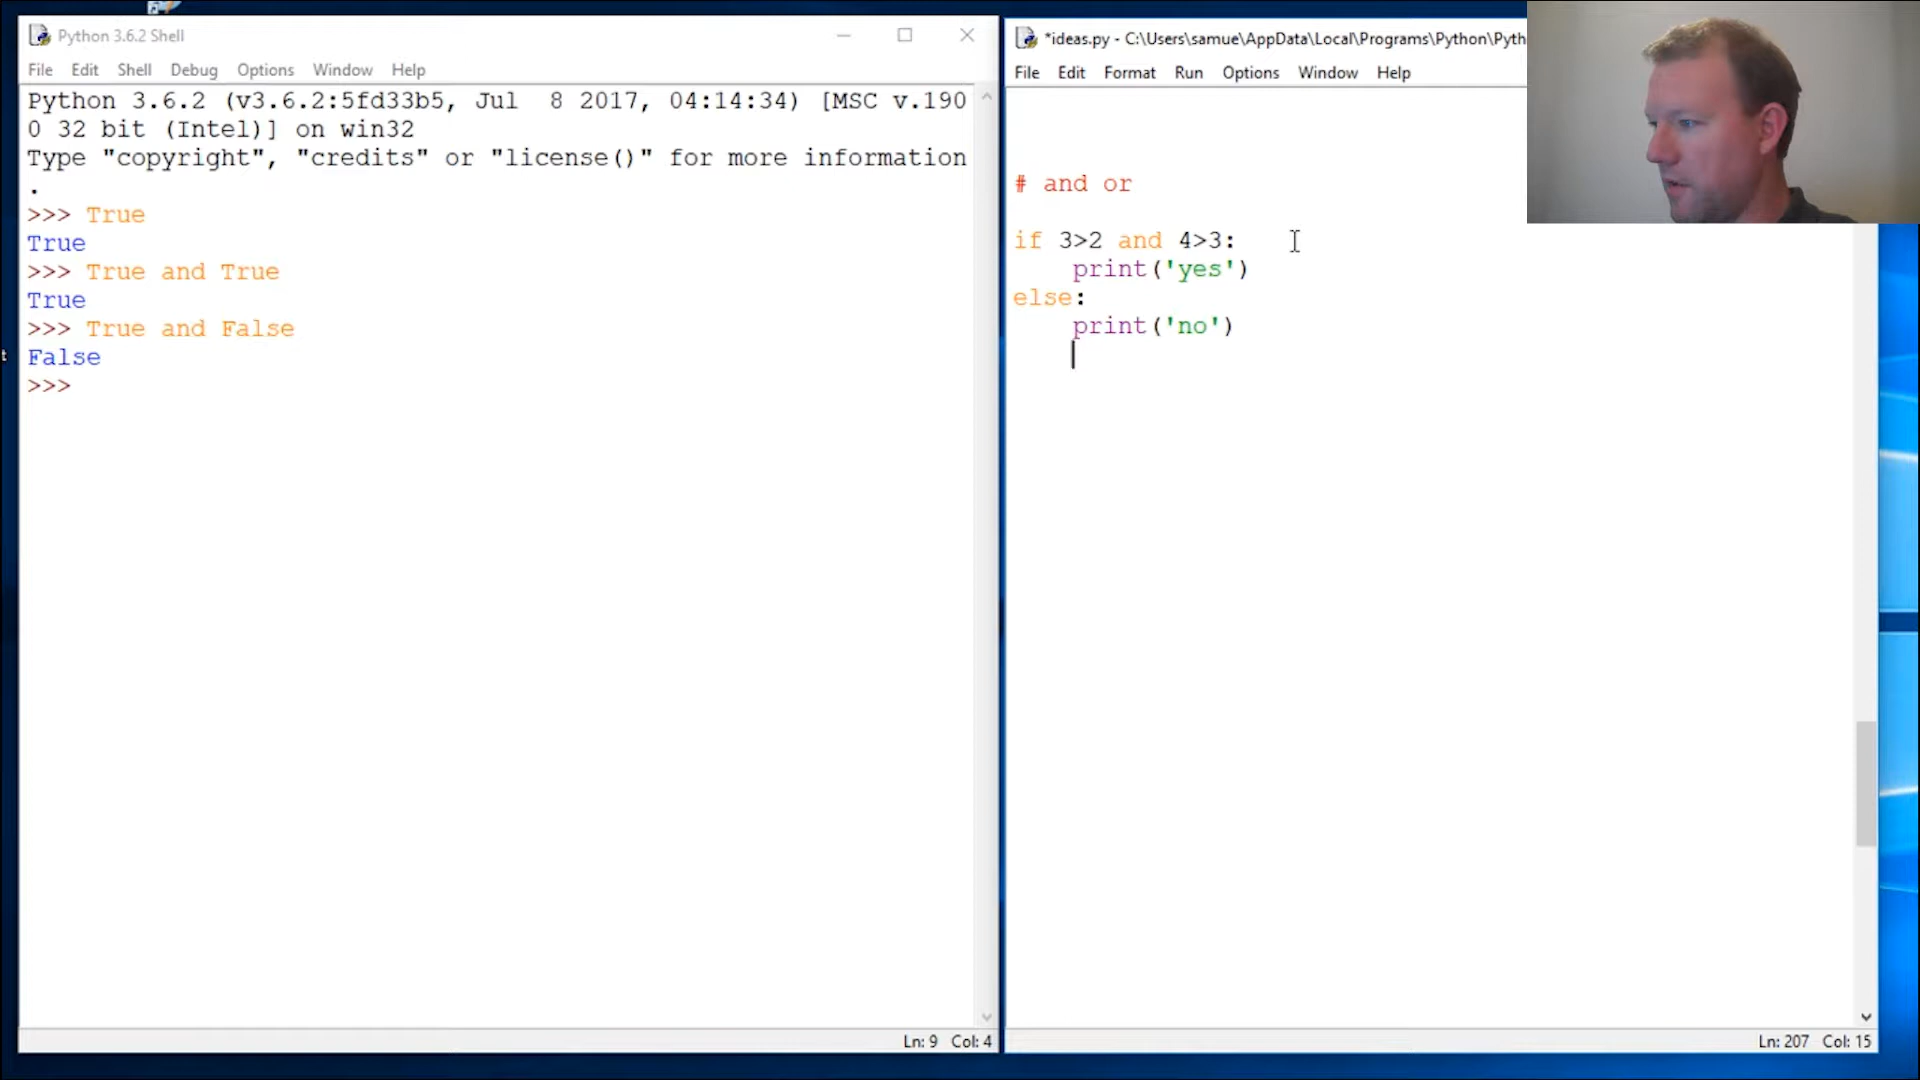 Python 3.6.2 Shell
File Edit Shell Debug Options Window Help
Python 3.6.2 (v3.6.2:5fd33b5, Jul  8 2017, 04:14:34) [MSC v.190
0 32 bit (Intel)] on win32
Type "copyright", "credits" or "license()" for more information
.
>>> True
True
>>> True and True
True
>>> True and False
False
>>>
Ln: 9 Col: 4
*ideas.py - C:\Users\samue\AppData\Local\Programs\Python\Pyth
File Edit Format Run Options Window Help
# and or
if 3>2 and 4>3:
    print('yes')
else:
    print('no')
Ln: 207 Col: 15